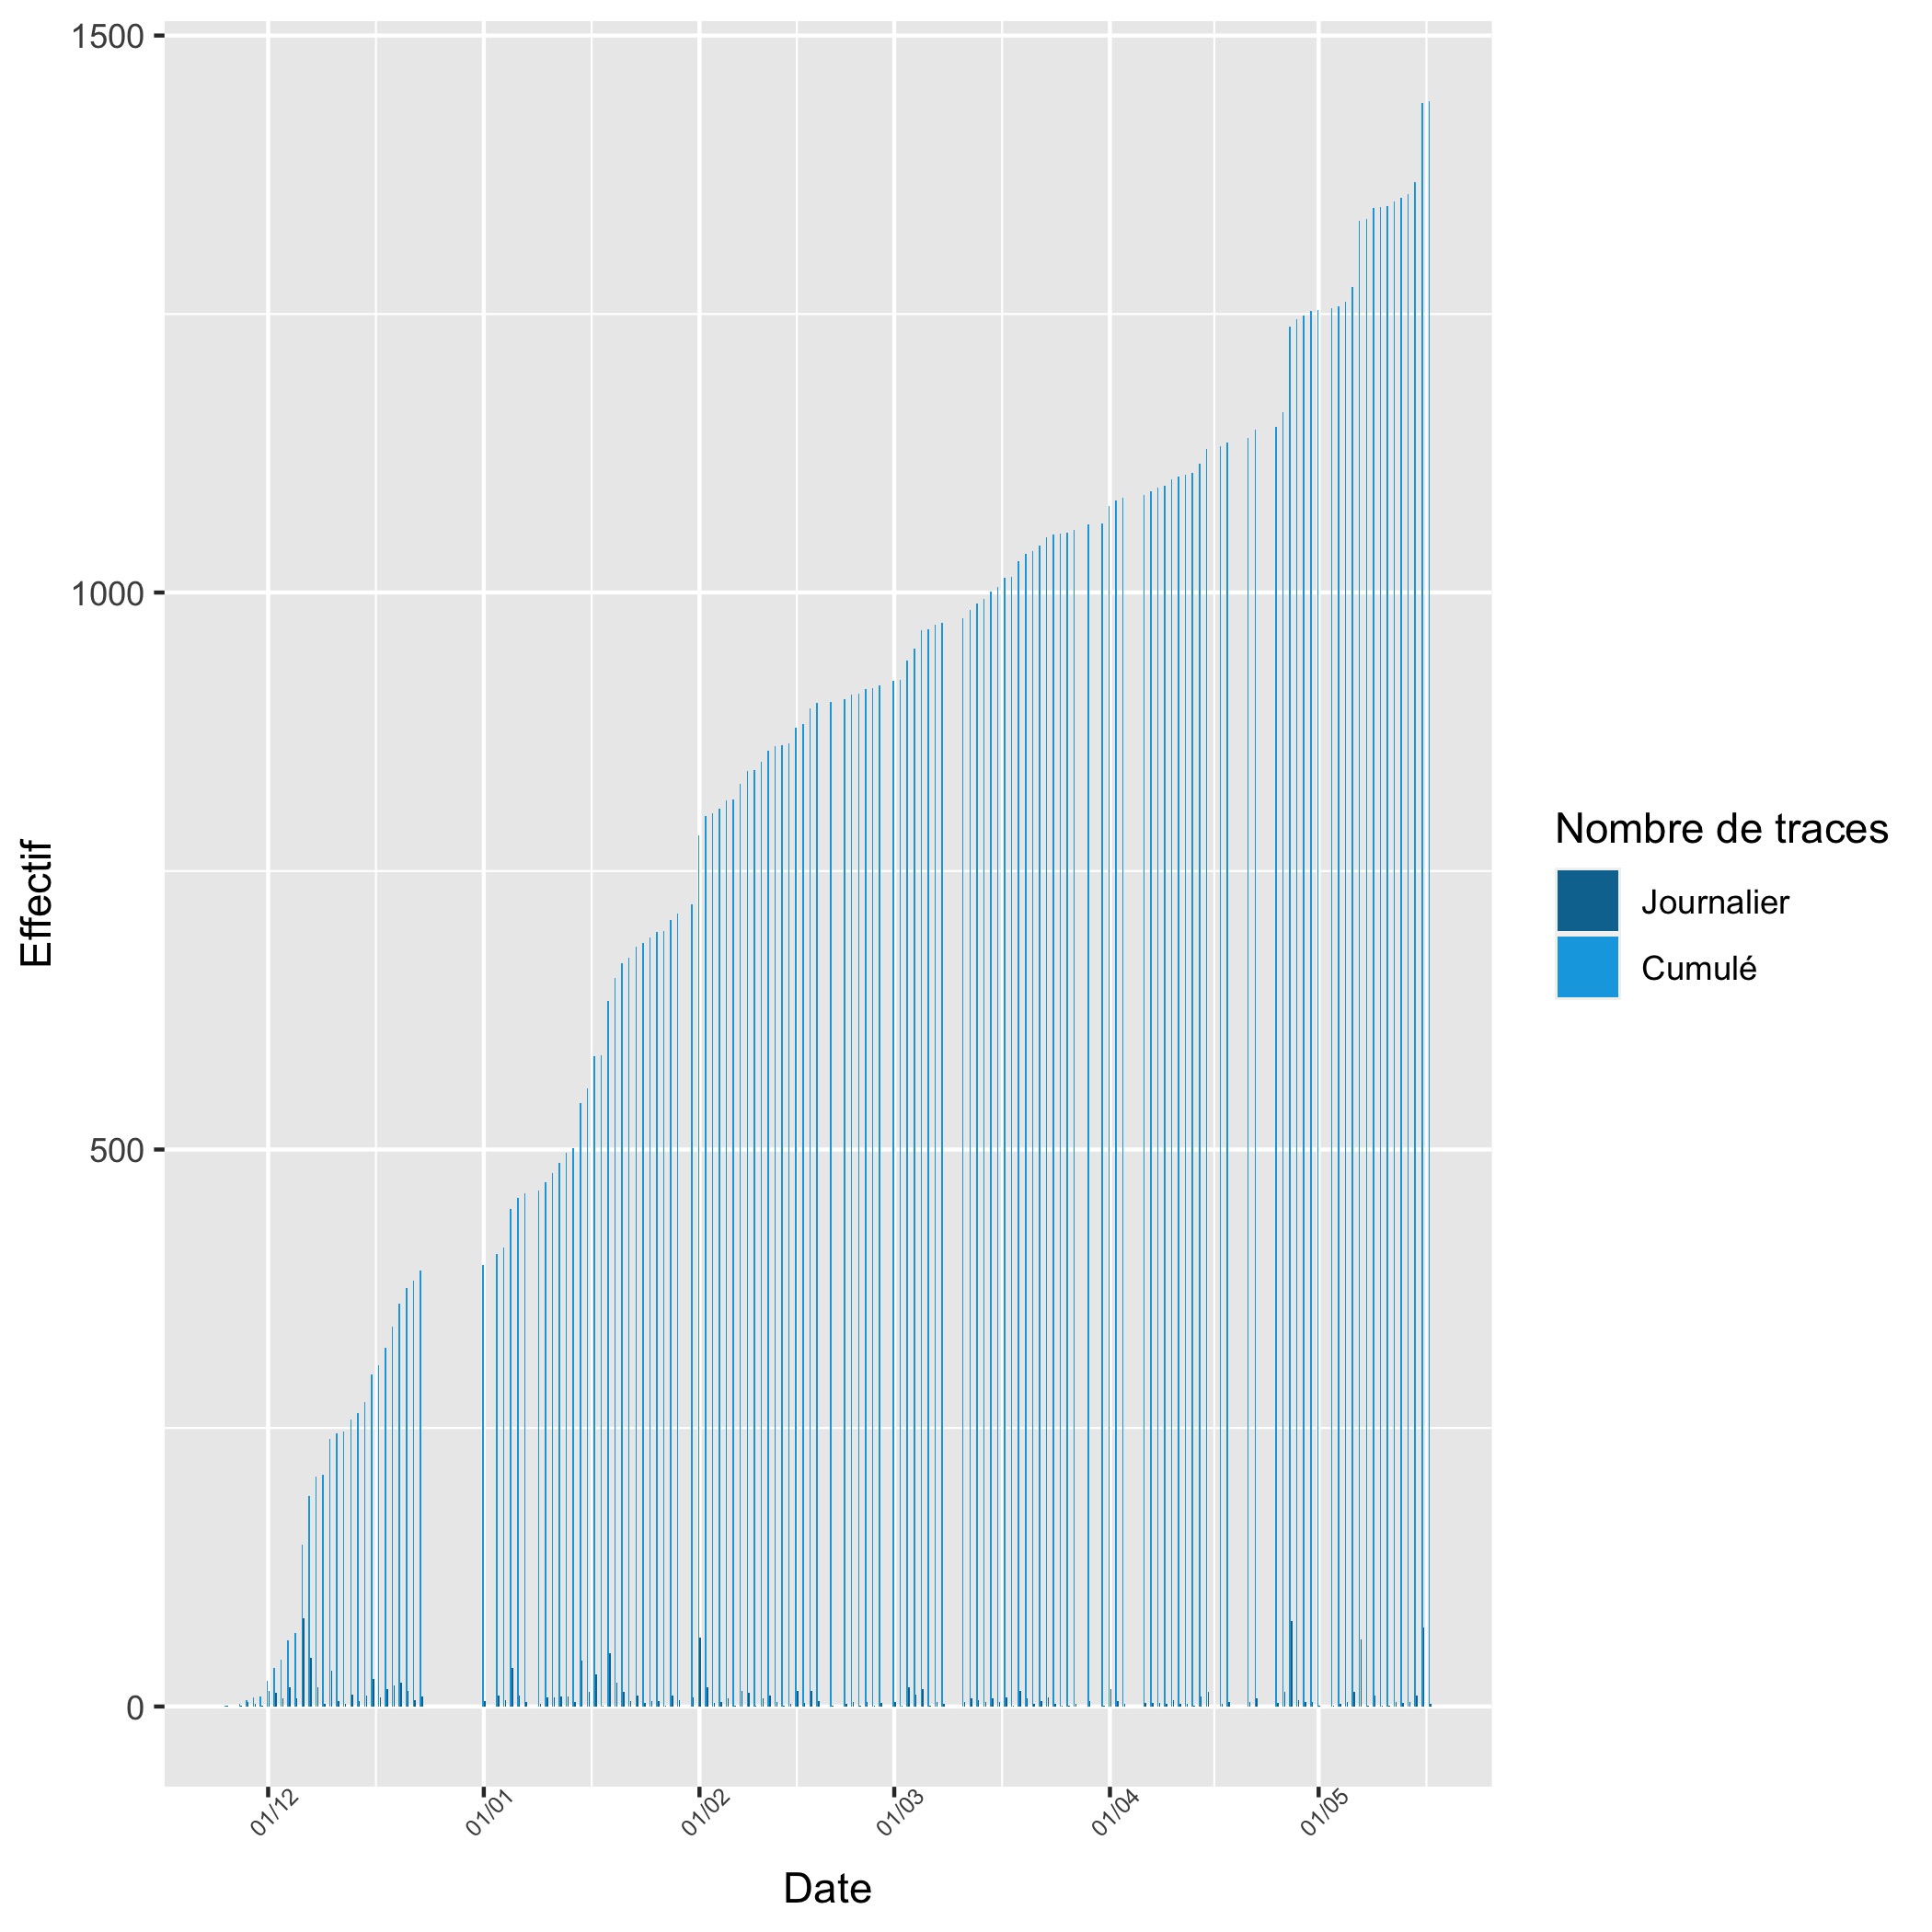 1500
1000
500
0
Effectif
01/12
01/01
01/02
01/03
01/04
01/05
Date
Nombre de traces
Journalier
Cumulé